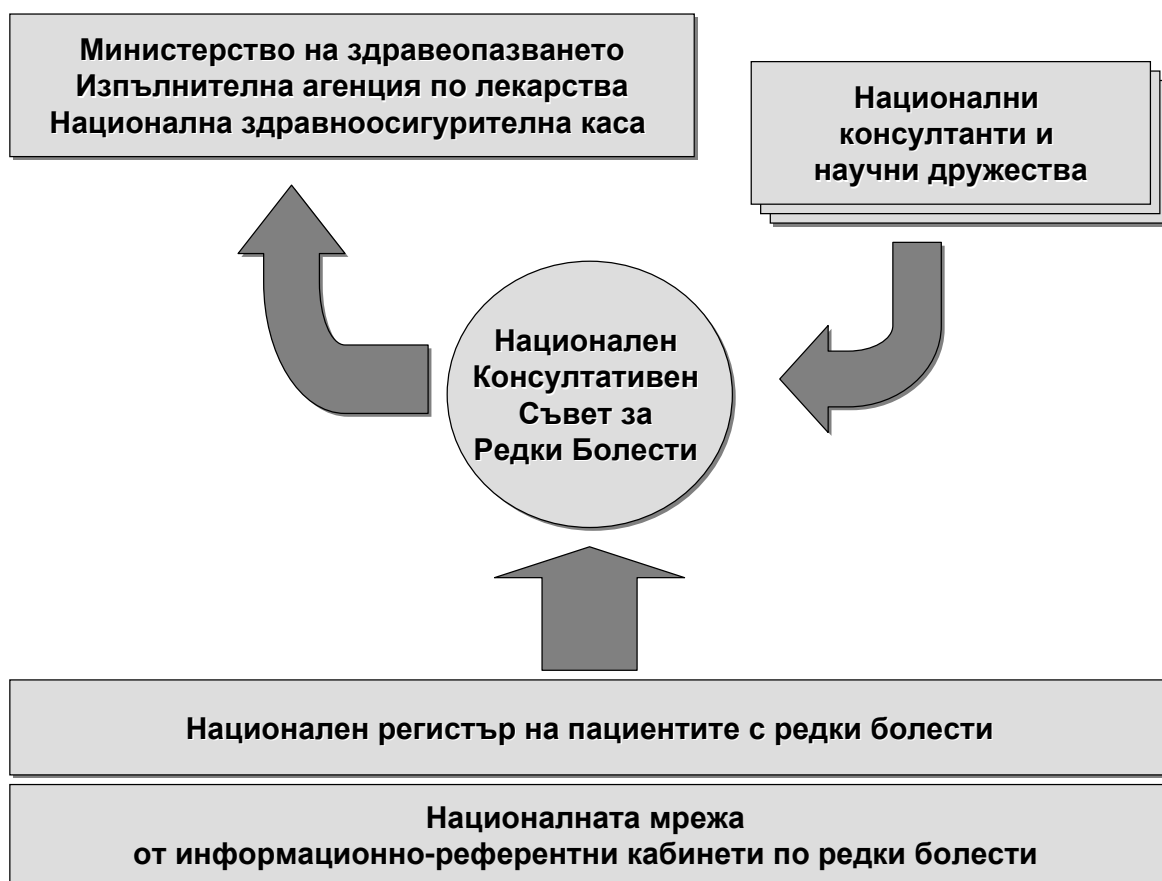 Министерство на здравеопазването
Изпълнителна агенция по лекарства
Национална здравноосигурителна каса
Национални
консултанти и
научни дружества
Национален
Консултативен
Съвет за
Редки Болести
Национален регистър на пациентите с редки болести
Националната мрежа
от информационно-референтни кабинети по редки болести